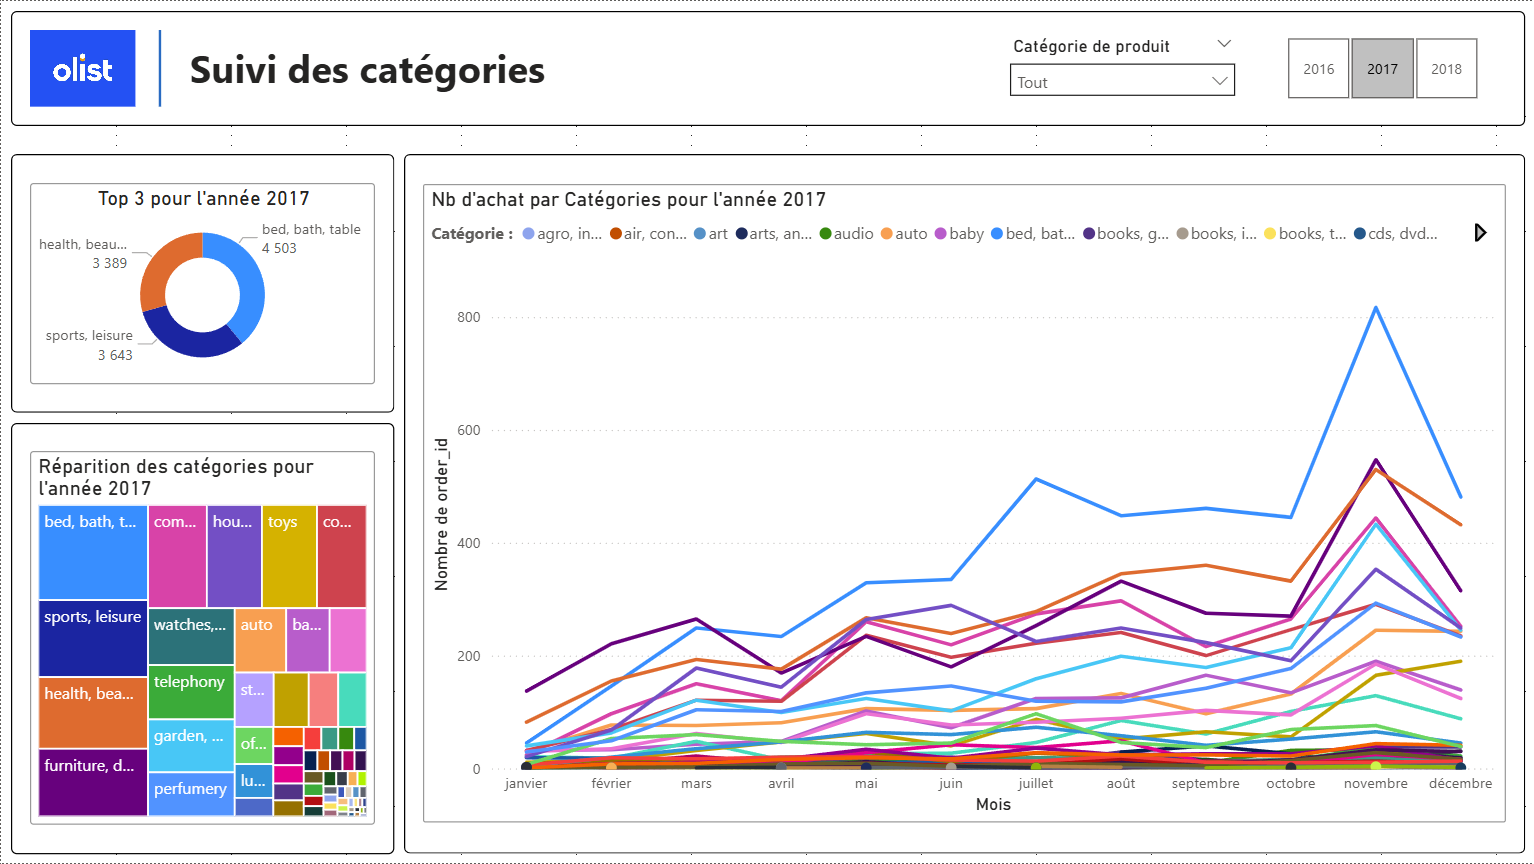 olist
Suivi des catégories
Catégorie de produit
Tout
2016
2017
2018
Top 3 pour l'année 2017
bed, bath, table
4 503
health, beau...
3 389
sports, leisure
3 643
Réparition des catégories pour
l'année 2017
bed, bath, t...
com...
hou...
toys
co...
sports, leisure
watches,...
auto
ba...
health, bea...
telephony
st...
garden, ...
of...
furniture, d...
perfumery
lu...
Nb d'achat par Catégories pour l'année 2017
Catégorie :
agro, in...
air, con...
art
arts, an...
audio
auto
baby
bed, bat...
books, g...
books, i...
books, t...
cds, dvd...
Nombre de order_id
800
600
400
200
0
janvier
février
mars
avril
mai
juin
juillet
août
septembre
octobre
novembre
décembre
Mois